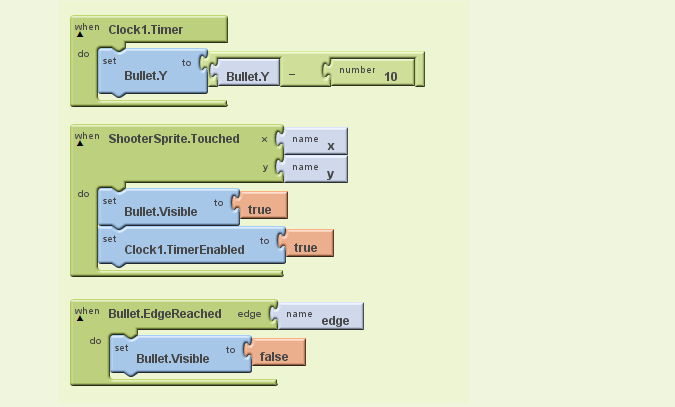 when Clock1.Timer
do set Bullet.Y to Bullet.Y - number 10
when ShooterSprite.Touched x name x
y name y
do set Bullet.Visible to true
set Clock1.TimerEnabled to true
when Bullet.EdgeReached edge name edge
do set Bullet.Visible to false